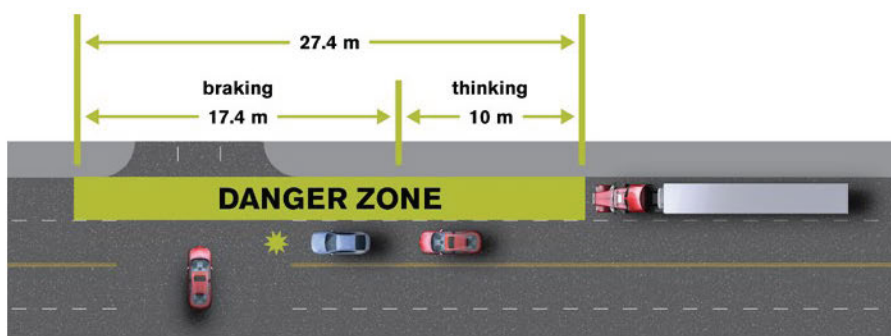 27.4 m
braking
thinking
17.4 m
10 m
DANGER ZONE